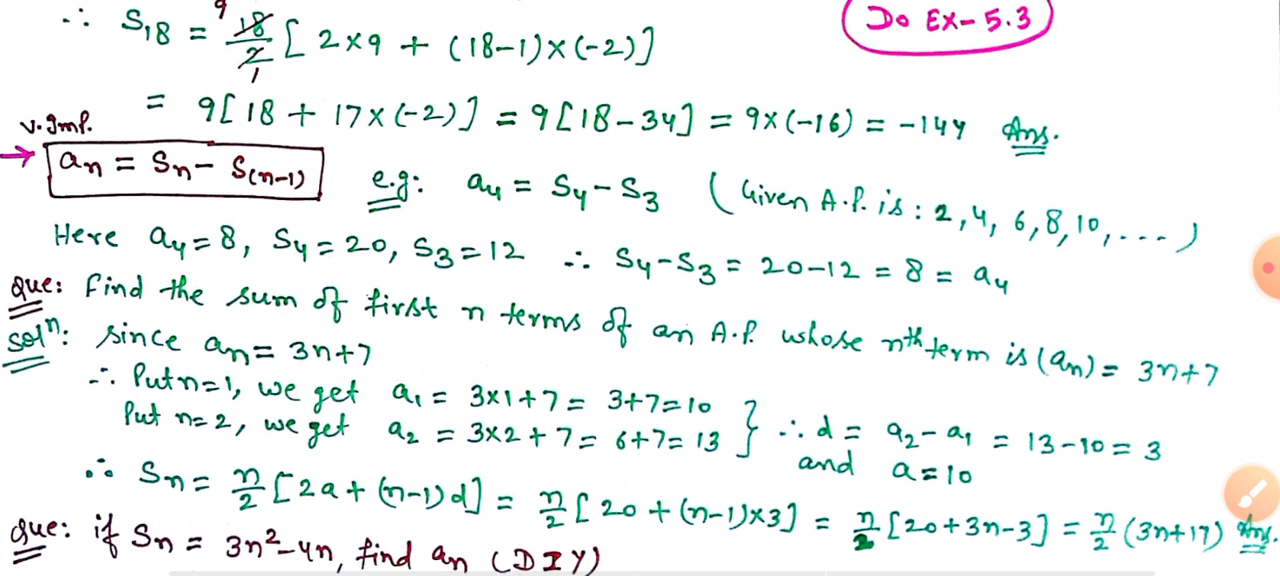 ∴ S₁₈ = 18/2 9 1 [ 2×9 + (18-1)×(-2)]
Do EX-5.3
= 9[18 + 17×(-2)] = 9[18-34] = 9×(-16) = -144 Ans.
v.Imp.
→ an = Sn - S(n-1) e.g: a₄ = S₄-S₃ (Given A.P. is : 2, 4, 6, 8, 10, ....)
Here a₄=8, S₄=20, S₃=12 ∴ S₄-S₃ = 20-12 = 8 = a₄
Que: Find the sum of first n terms of an A.P. whose nth term is (an) = 3n+7
Solⁿ: since an = 3n+7
∴ Put n=1, we get a₁ = 3×1+7 = 3+7=10
Put n=2, we get a₂ = 3×2+7 = 6+7=13 } ∴ d = a₂-a₁ = 13-10=3
and a=10
∴ Sn = n/2 [2a + (n-1)d] = n/2 [20 + (n-1)×3] = n/2 [20+3n-3] = n/2 (3n+17) Ans.
Que: if Sn = 3n²-4n, find an (DIY)